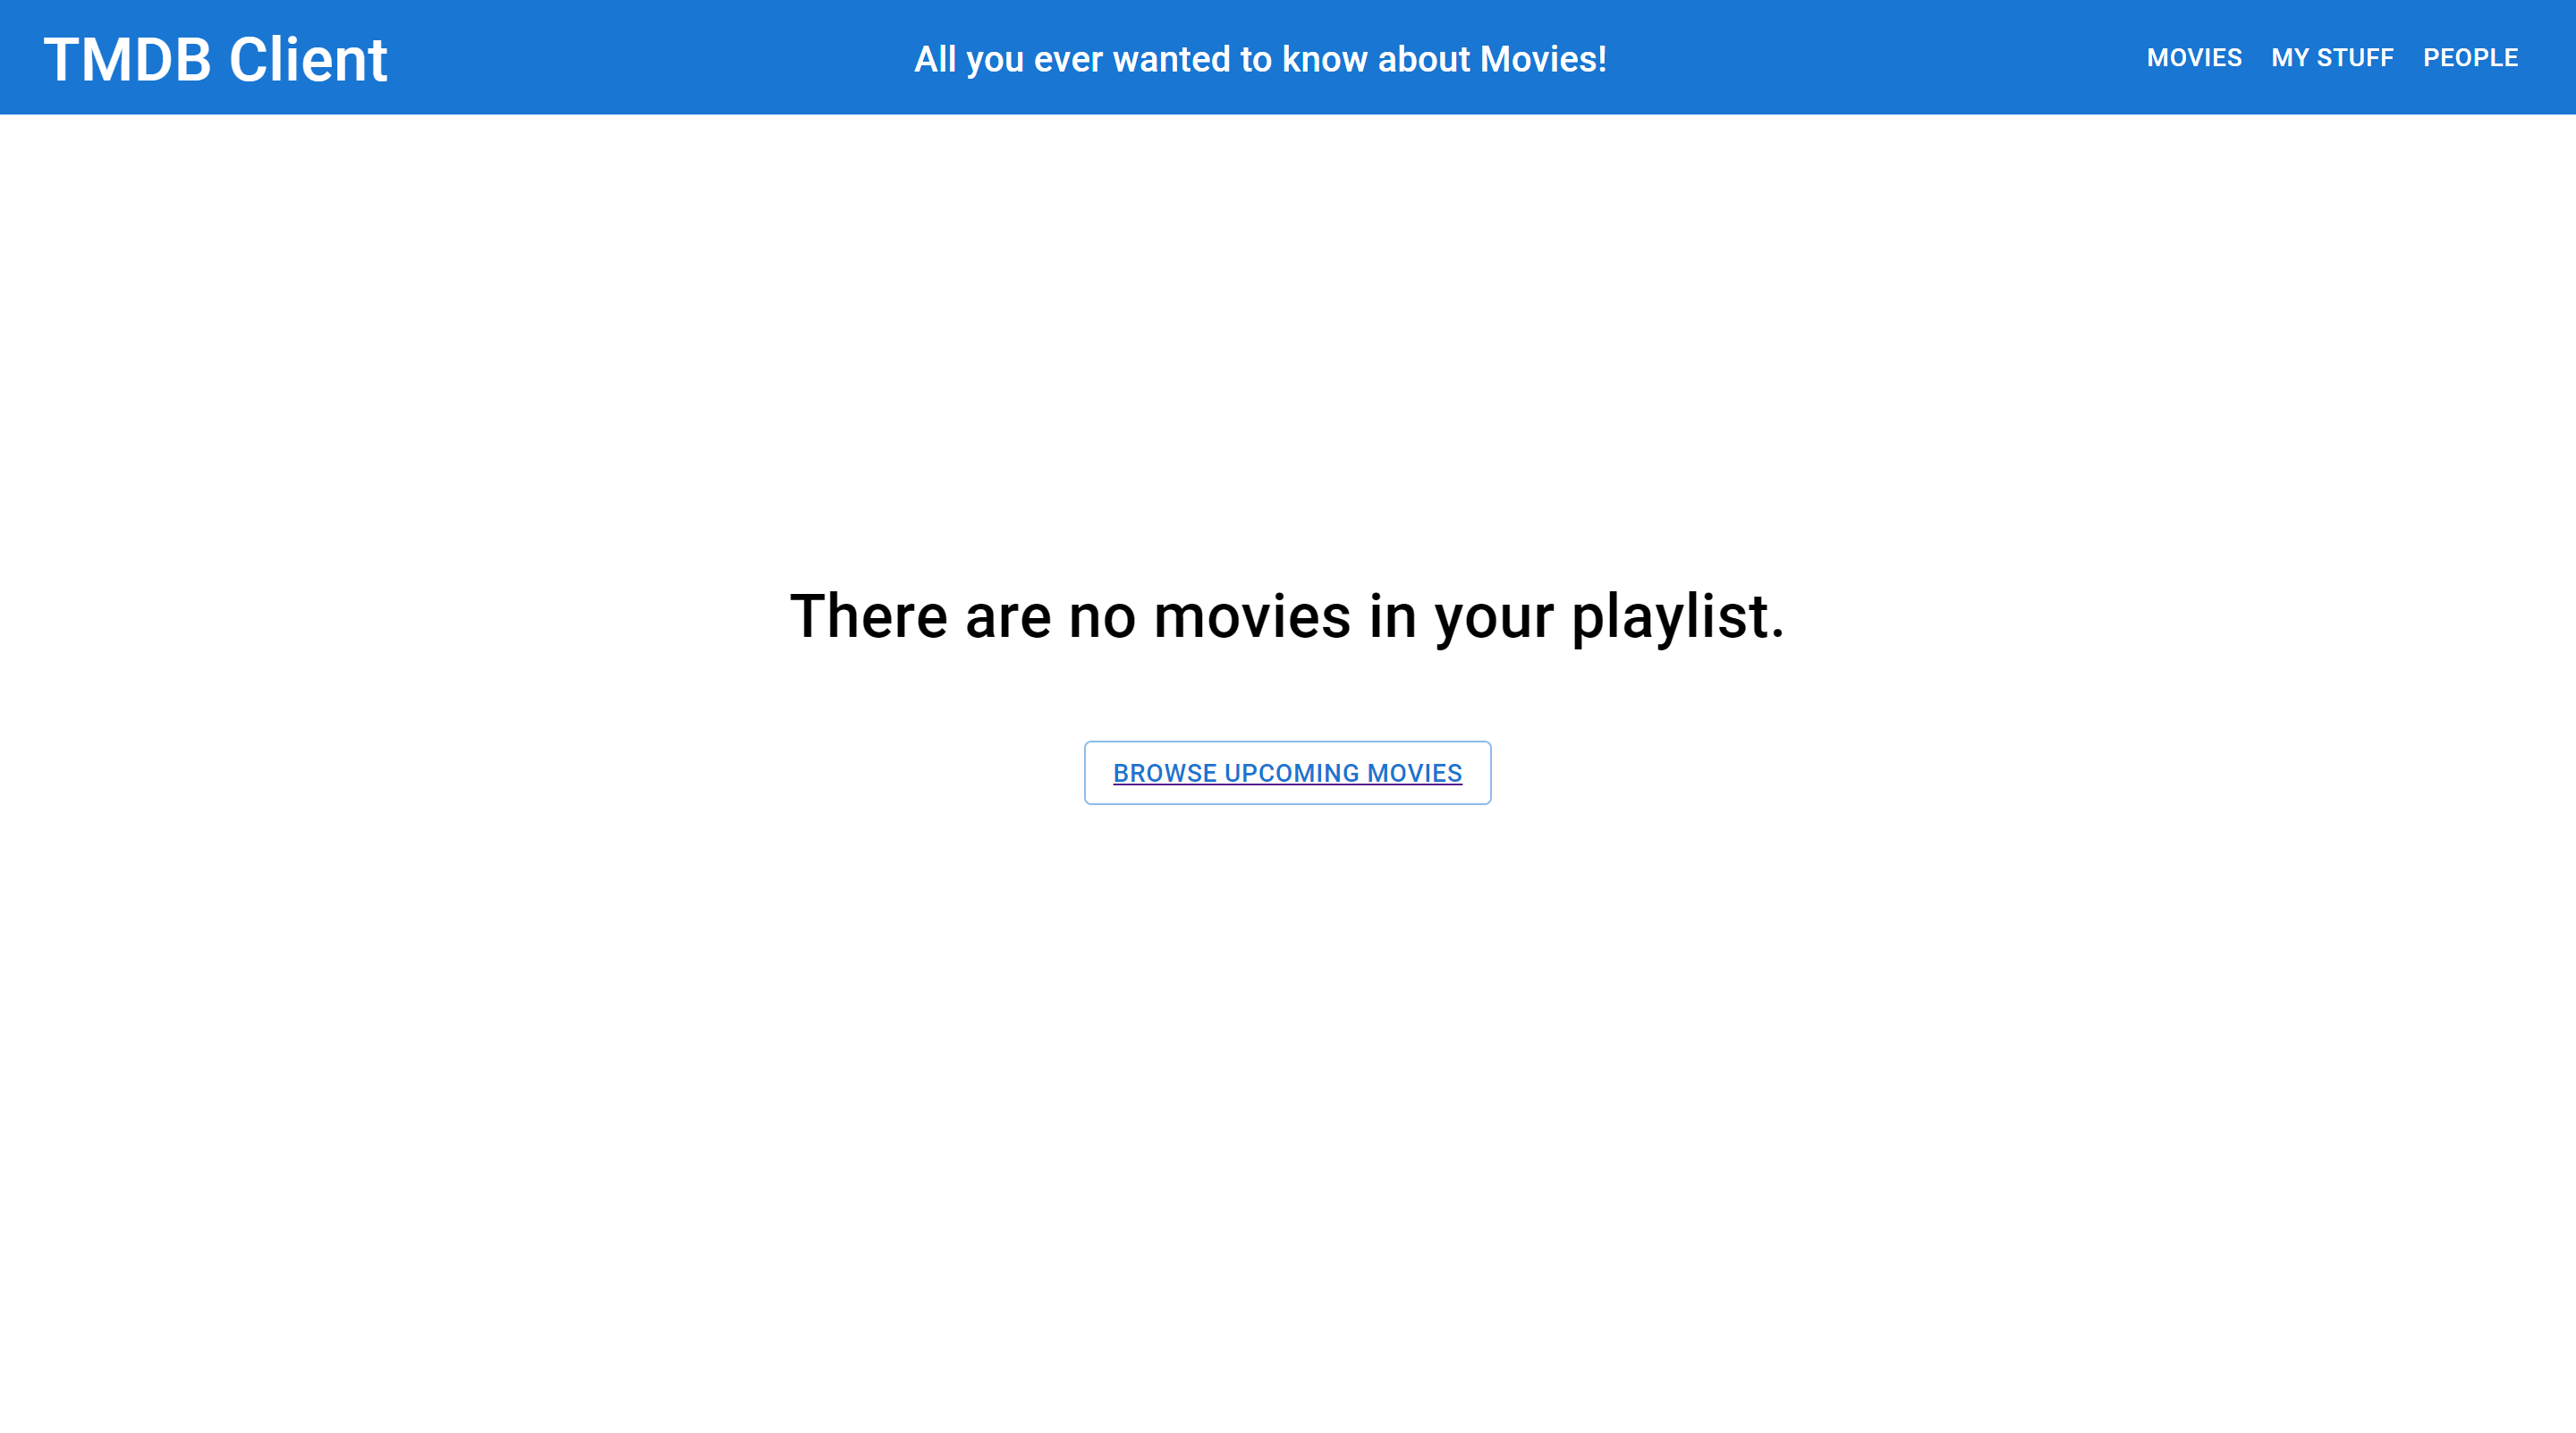 TMDB Client
All you ever wanted to know about Movies!
MOVIES MY STUFF PEOPLE
There are no movies in your playlist.
BROWSE UPCOMING MOVIES